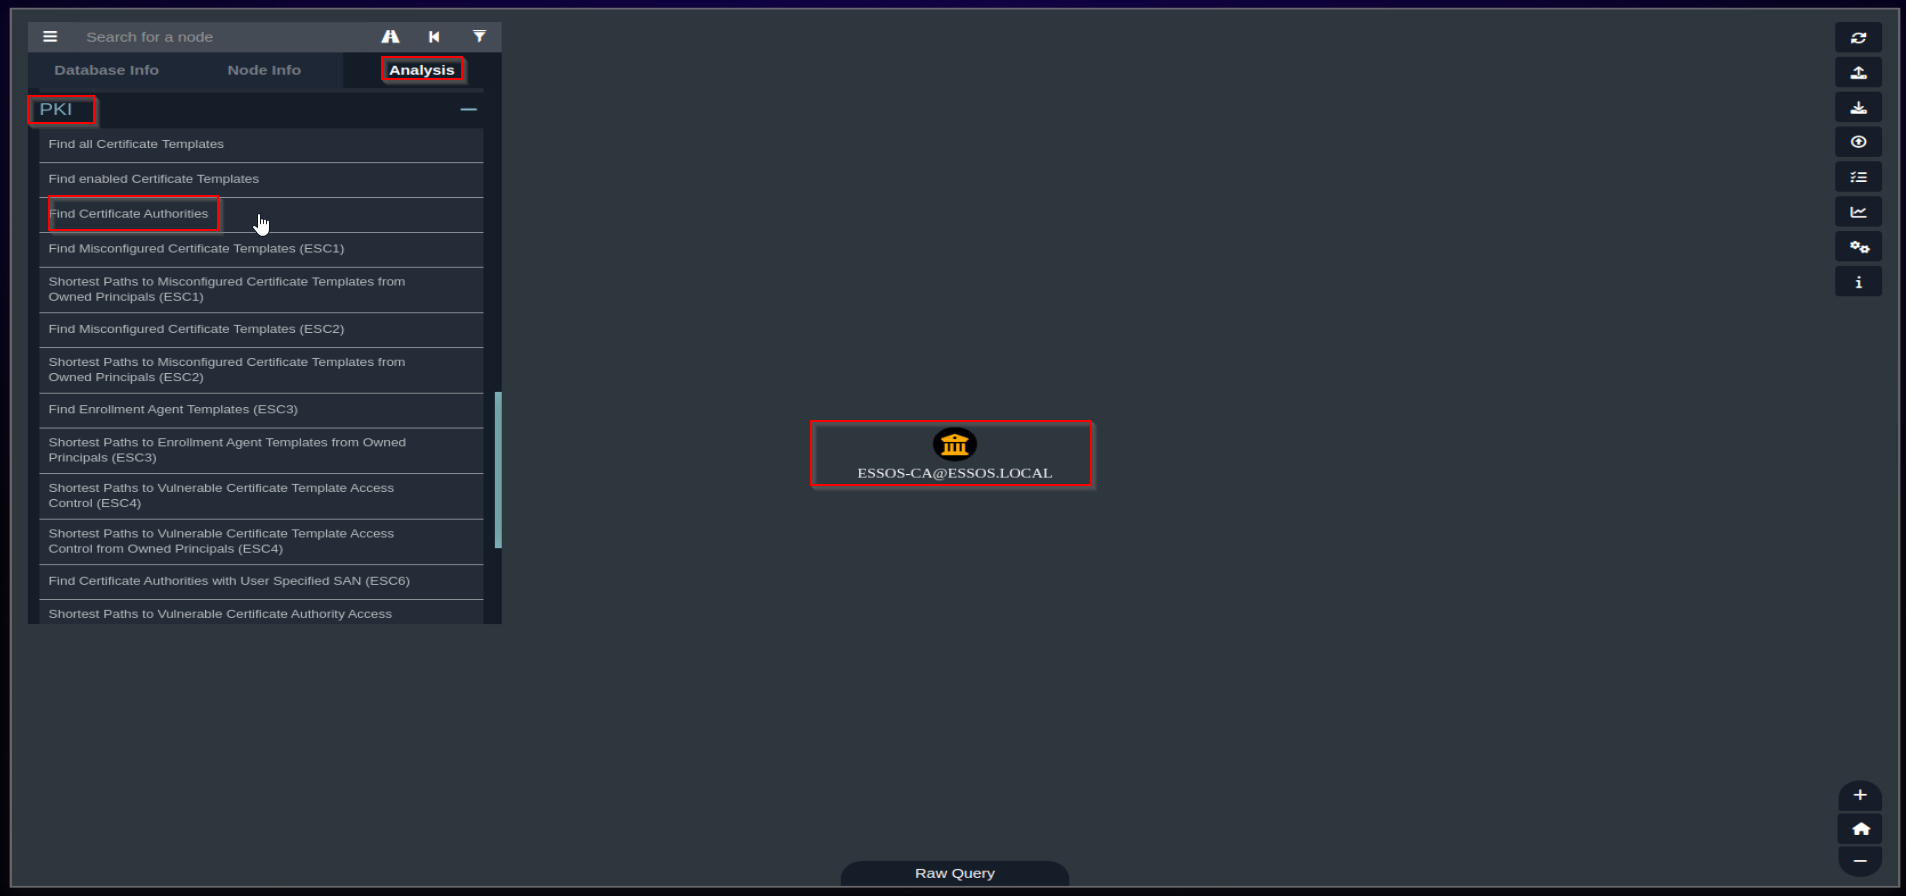 Search for a node
Database Info
Node Info
Analysis
PKI
Find all Certificate Templates
Find enabled Certificate Templates
Find Certificate Authorities
Find Misconfigured Certificate Templates (ESC1)
Shortest Paths to Misconfigured Certificate Templates from
Owned Principals (ESC1)
Find Misconfigured Certificate Templates (ESC2)
Shortest Paths to Misconfigured Certificate Templates from
Owned Principals (ESC2)
Find Enrollment Agent Templates (ESC3)
Shortest Paths to Enrollment Agent Templates from Owned
Principals (ESC3)
Shortest Paths to Vulnerable Certificate Template Access
Control (ESC4)
Shortest Paths to Vulnerable Certificate Template Access
Control from Owned Principals (ESC4)
Find Certificate Authorities with User Specified SAN (ESC6)
Shortest Paths to Vulnerable Certificate Authority Access
ESSOS-CA@ESSOS.LOCAL
Raw Query